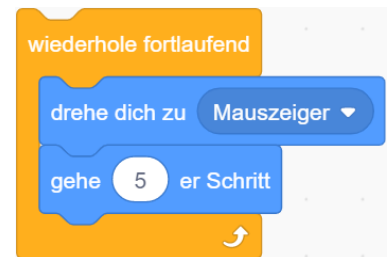 wiederhole fortlaufend
drehe dich zu Mauszeiger
gehe 5 er Schritt